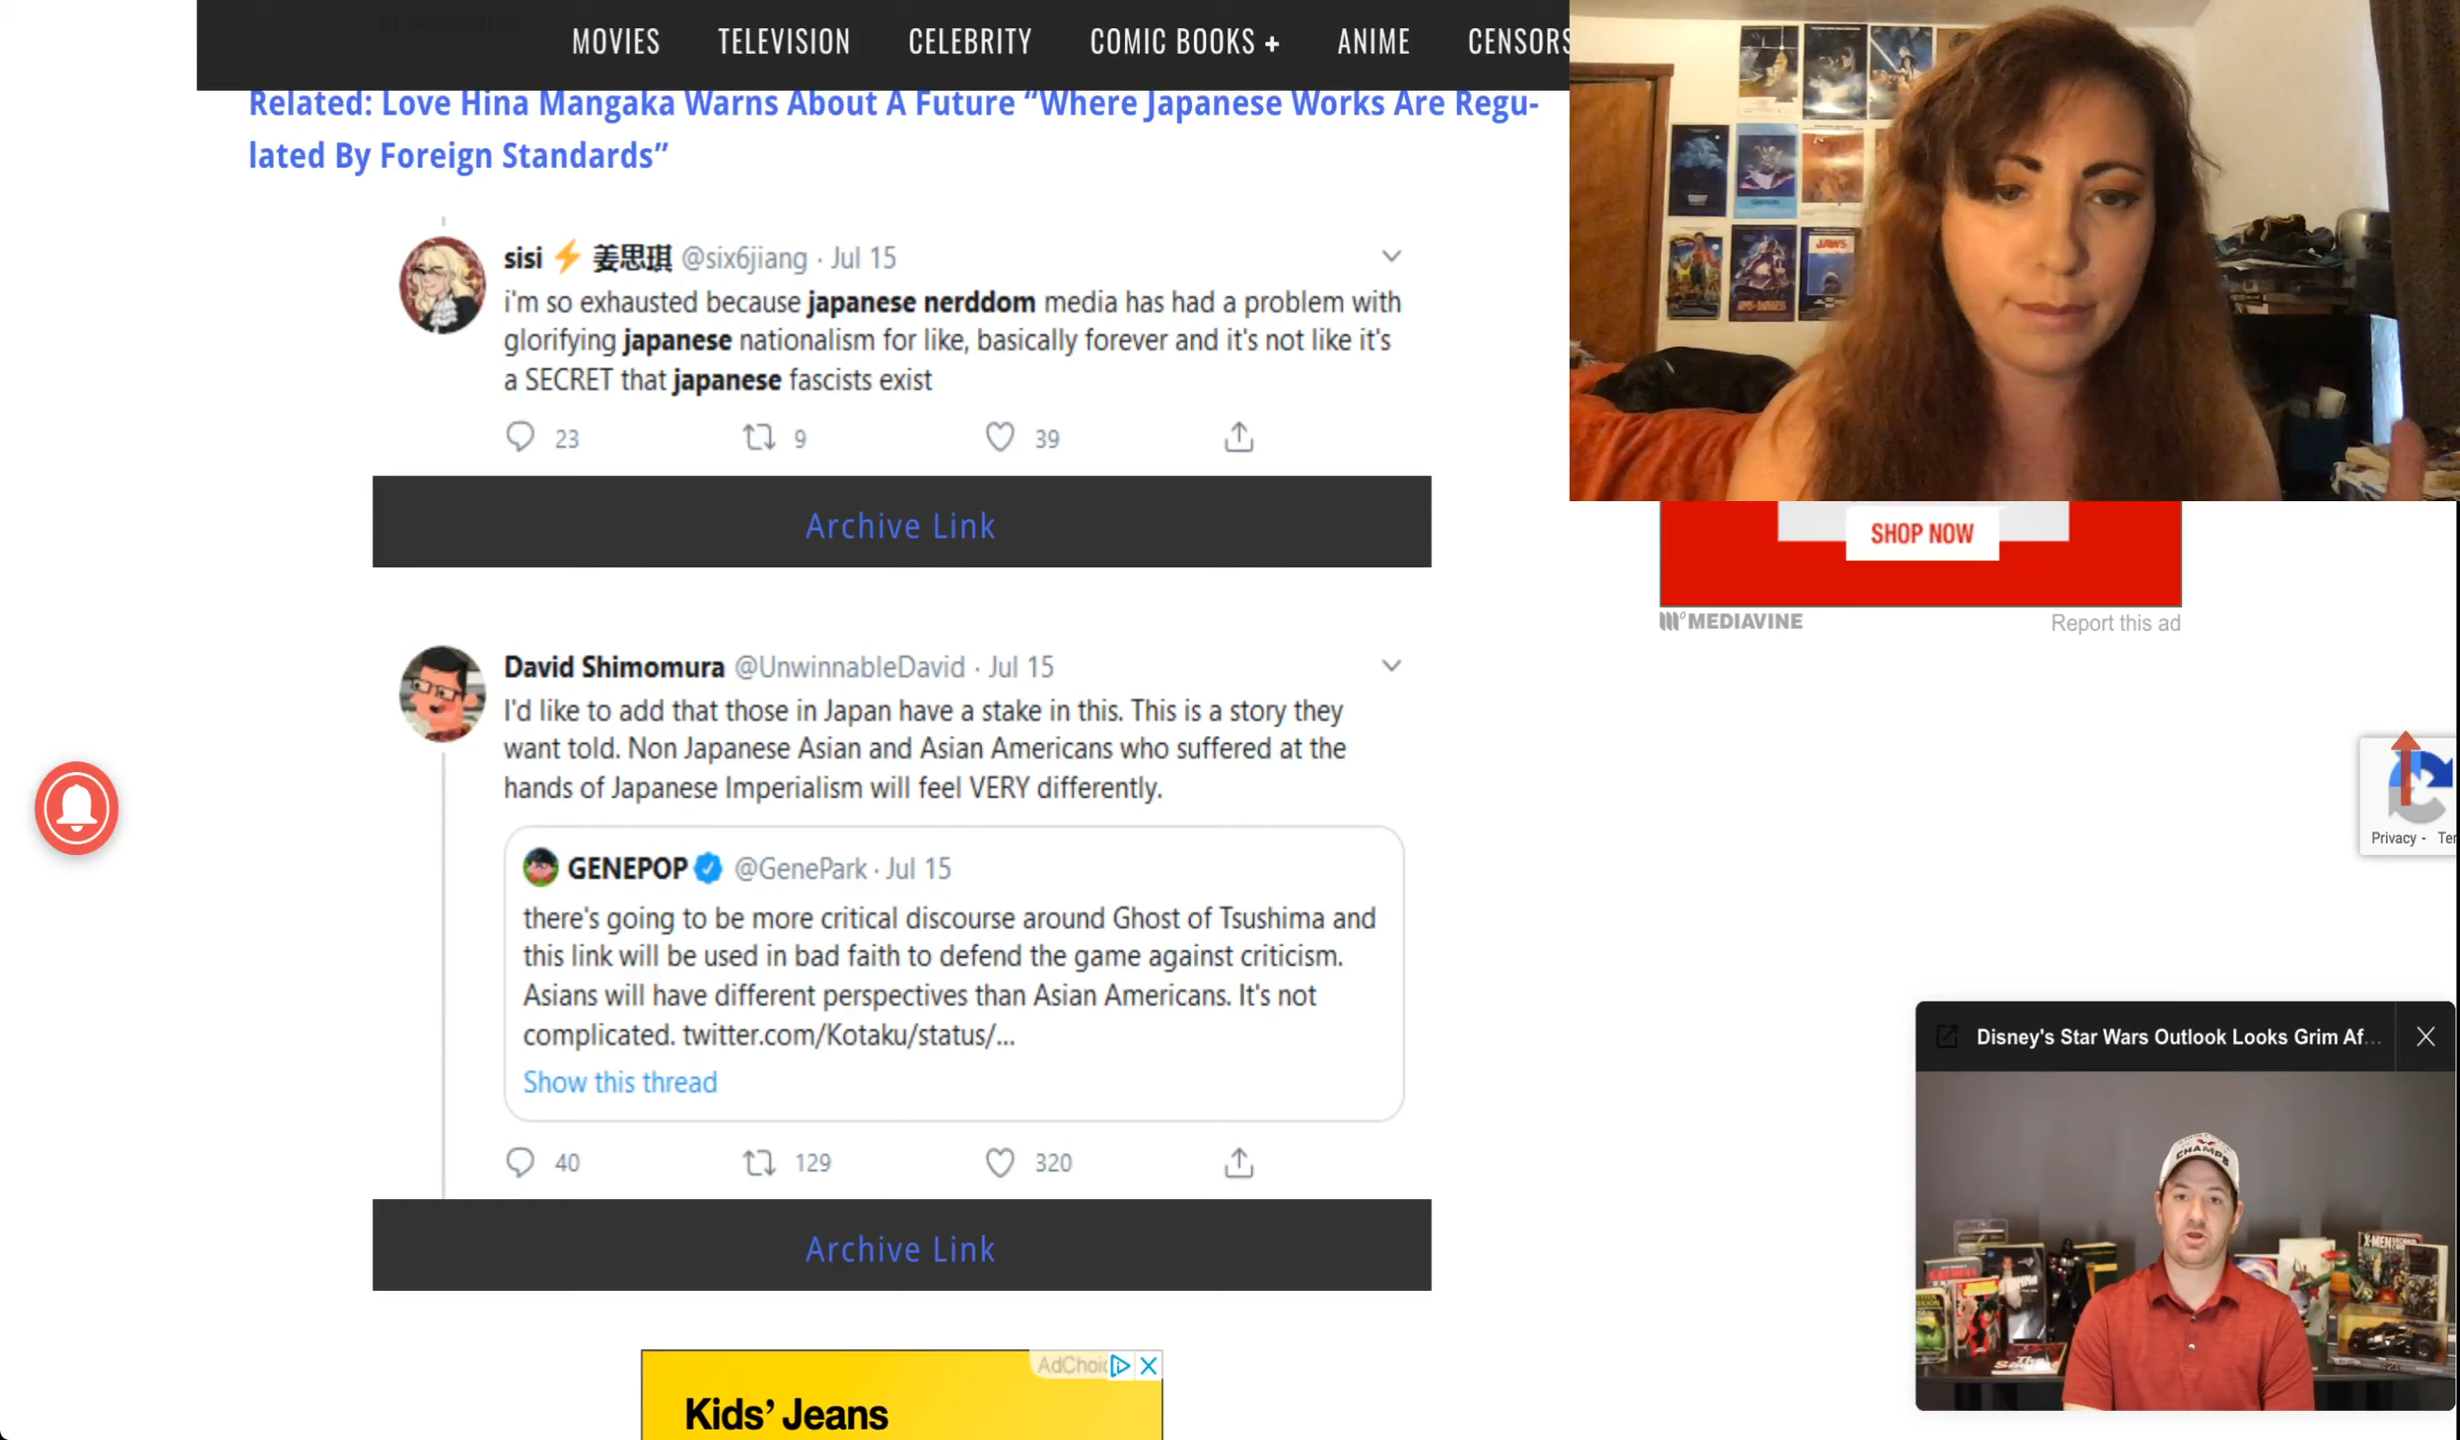 MOVIES TELEVISION CELEBRITY COMIC BOOKS + ANIME CENSORS
Related: Love Hina Mangaka Warns About A Future “Where Japanese Works Are Regu-
lated By Foreign Standards”
sisi ⚡ 姜思琪 @six6jiang · Jul 15
i'm so exhausted because japanese nerddom media has had a problem with
glorifying japanese nationalism for like, basically forever and it's not like it's
a SECRET that japanese fascists exist
23 9 39
Archive Link
David Shimomura @UnwinnableDavid · Jul 15
I'd like to add that those in Japan have a stake in this. This is a story they
want told. Non Japanese Asian and Asian Americans who suffered at the
hands of Japanese Imperialism will feel VERY differently.
GENEPOP @GenePark · Jul 15
there's going to be more critical discourse around Ghost of Tsushima and
this link will be used in bad faith to defend the game against criticism.
Asians will have different perspectives than Asian Americans. It's not
complicated. twitter.com/Kotaku/status/...
Show this thread
40 129 320
Archive Link
AdChoic
Kids’ Jeans
JAWS
SHOP NOW
MEDIAVINE Report this ad
Privacy - Ter
Disney's Star Wars Outlook Looks Grim Af...
CHAMPS
X-MEN